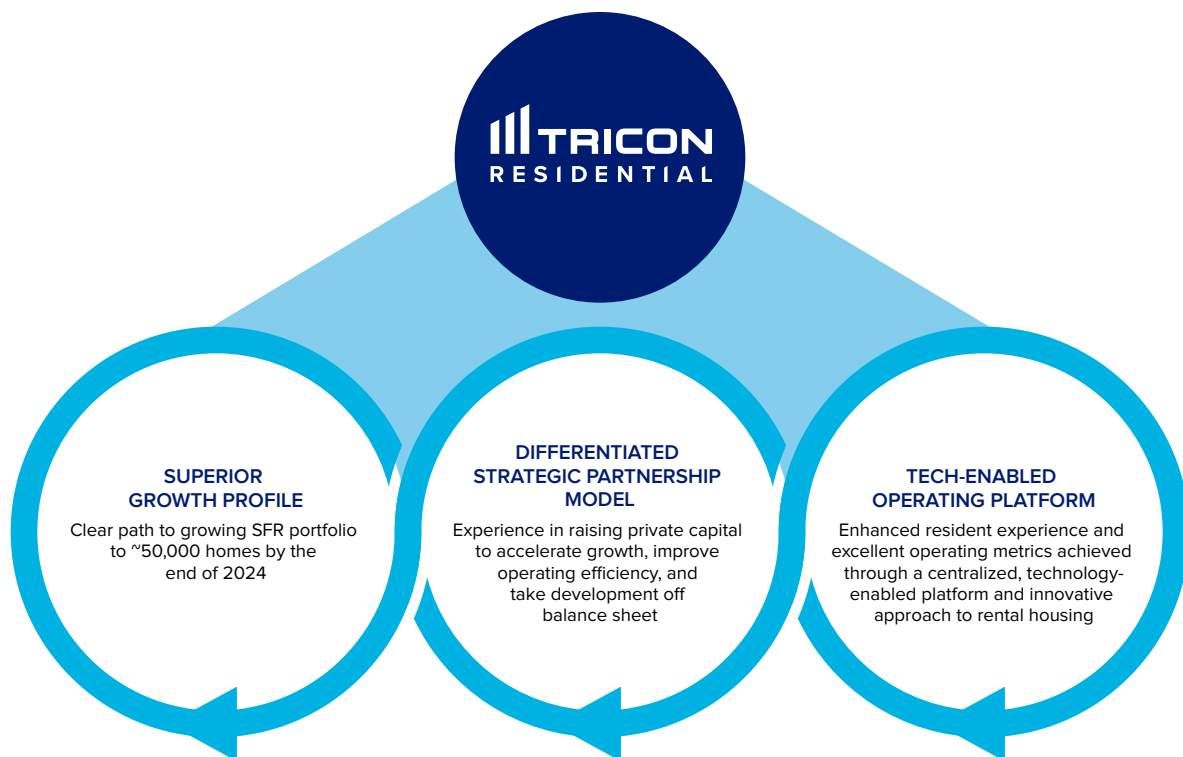 TRICON
RESIDENTIAL
SUPERIOR
GROWTH PROFILE
Clear path to growing SFR portfolio
to ~50,000 homes by the
end of 2024
DIFFERENTIATED
STRATEGIC PARTNERSHIP
MODEL
Experience in raising private capital
to accelerate growth, improve
operating efficiency, and
take development off
balance sheet
TECH-ENABLED
OPERATING PLATFORM
Enhanced resident experience and
excellent operating metrics achieved
through a centralized, technology-
enabled platform and innovative
approach to rental housing